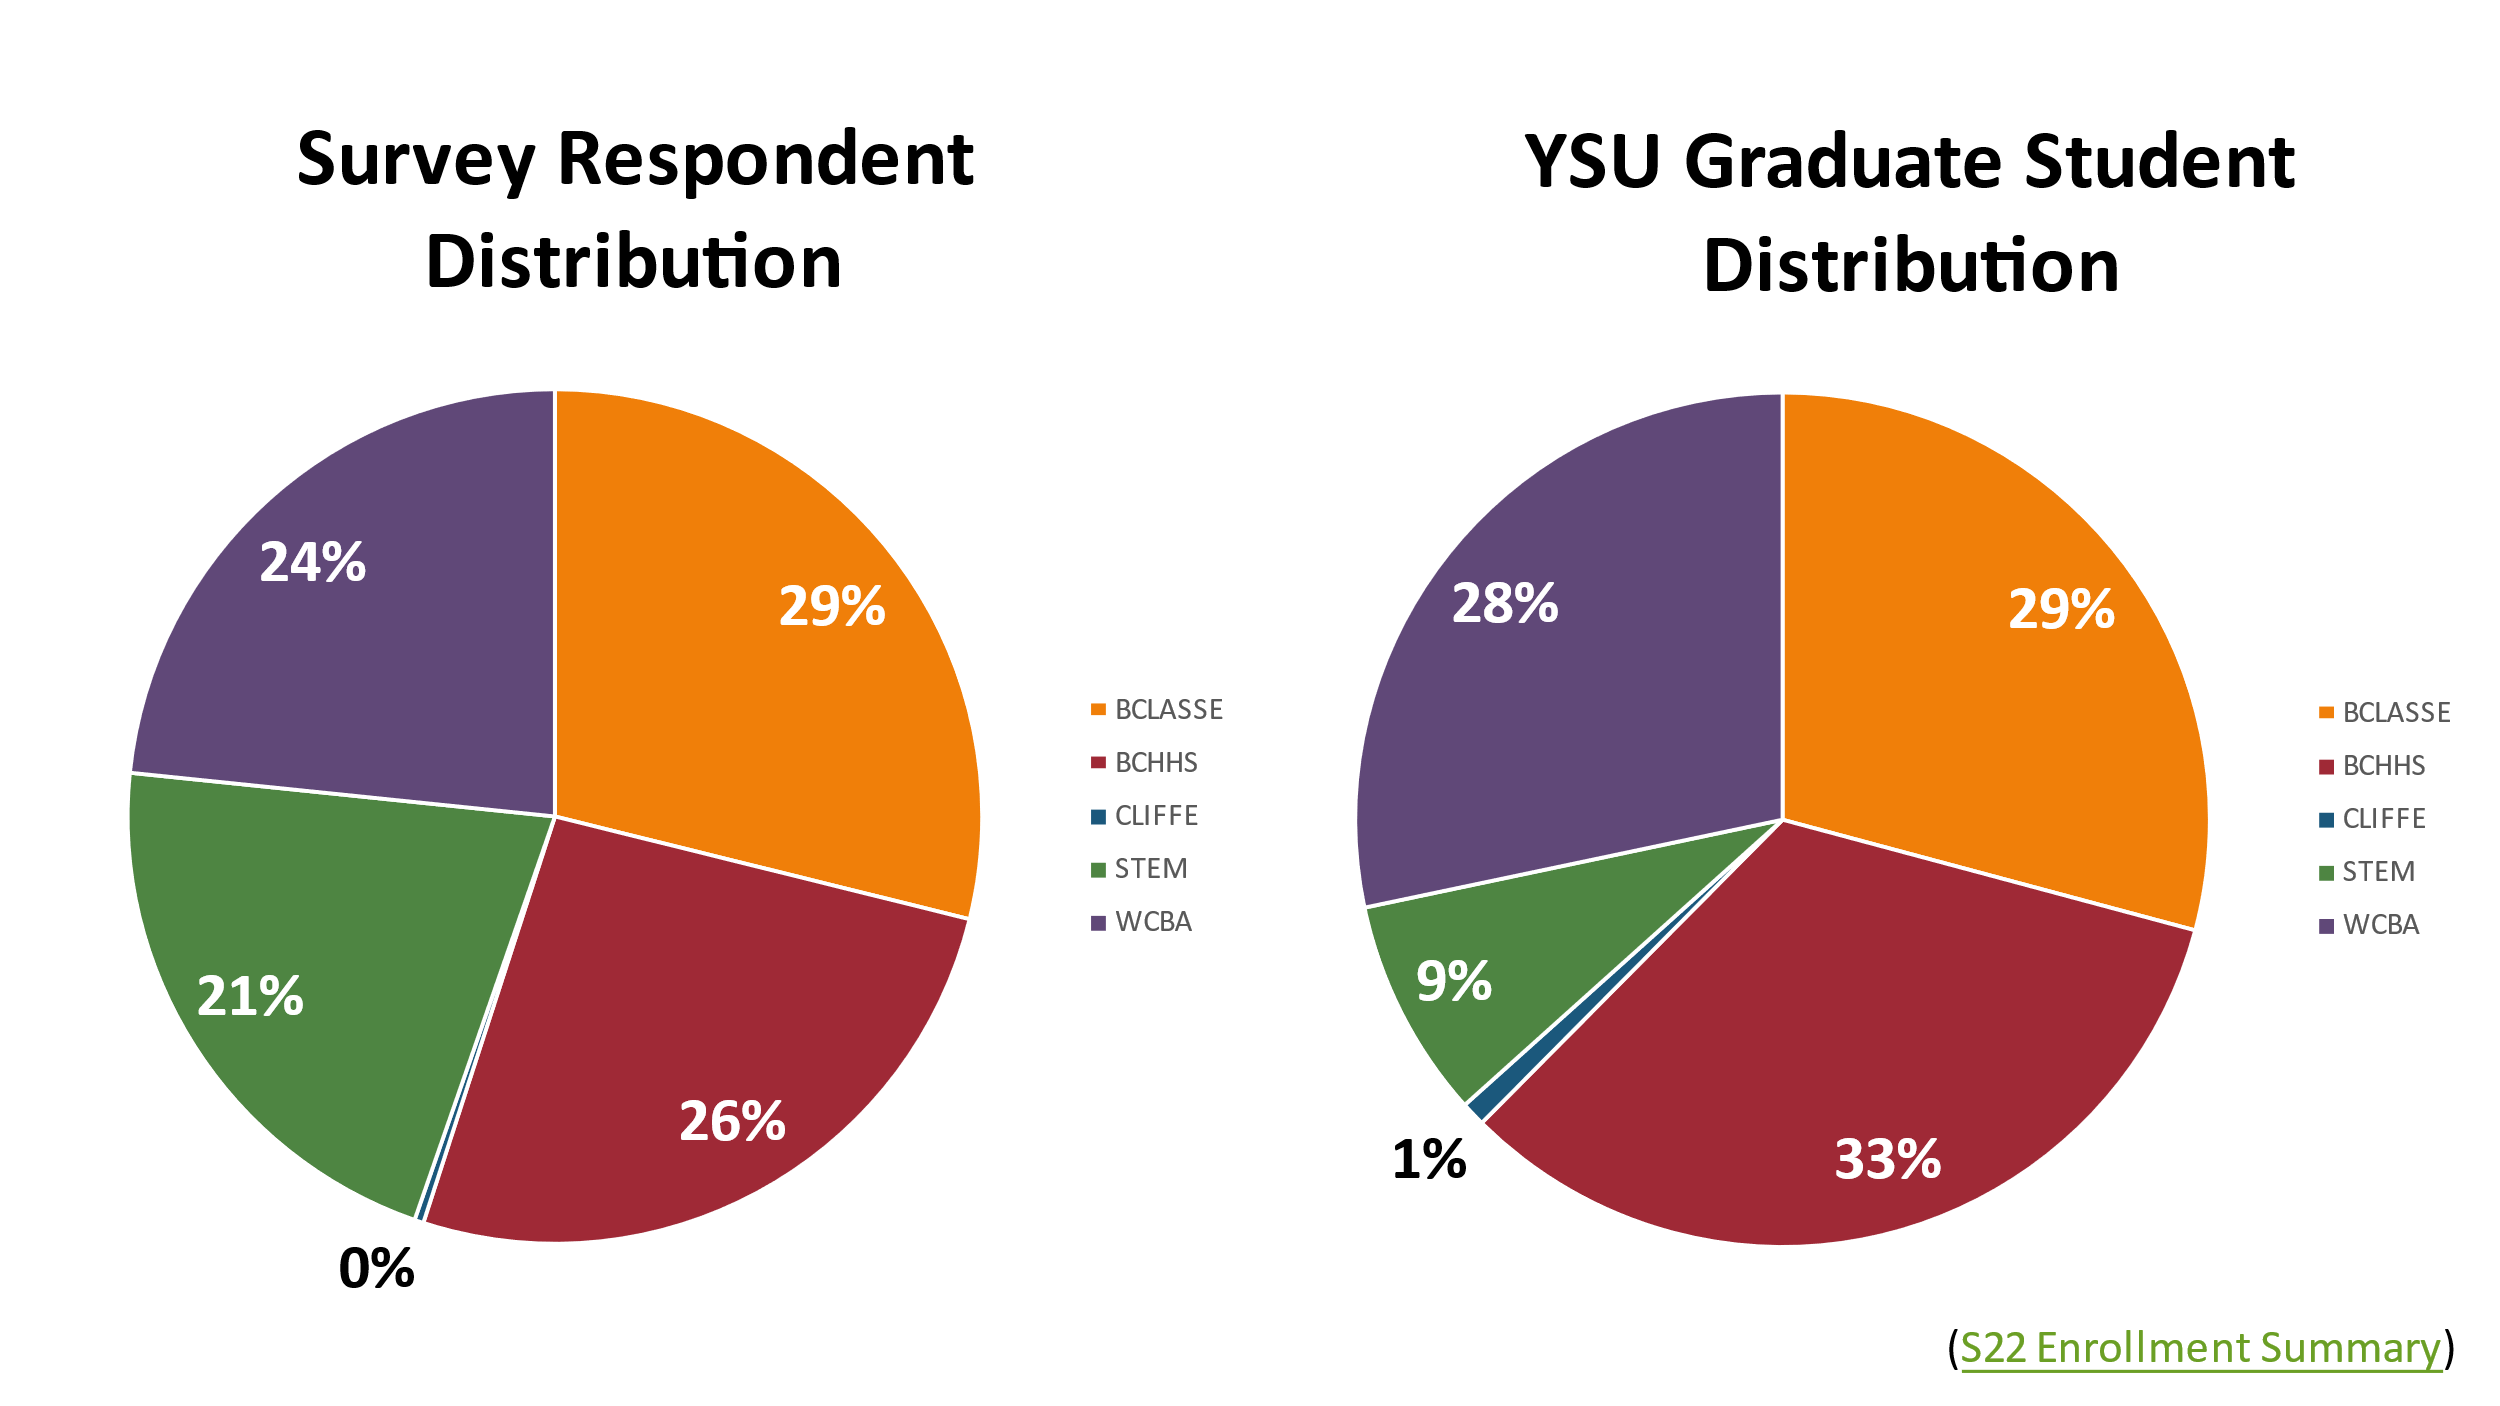 Survey Respondent
Distribution
24%
29%
21%
26%
0%
BCLASSE
BCHHS
CLIFFE
STEM
WCBA
YSU Graduate Student
Distribution
28%
29%
9%
1%
33%
BCLASSE
BCHHS
CLIFFE
STEM
WCBA
(S22 Enrollment Summary)